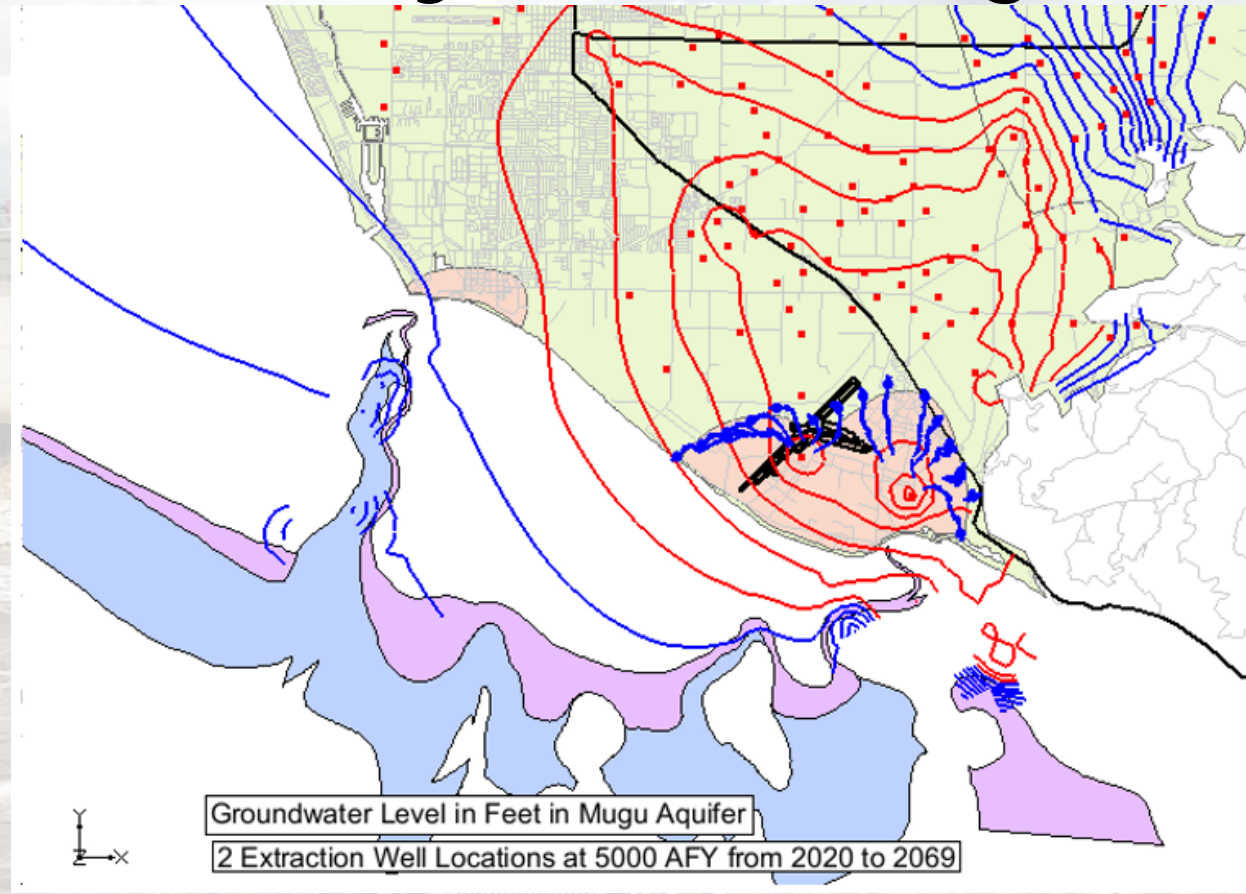 Groundwater Level in Feet in Mugu Aquifer
2 Extraction Well Locations at 5000 AFY from 2020 to 2069
Y
Z X